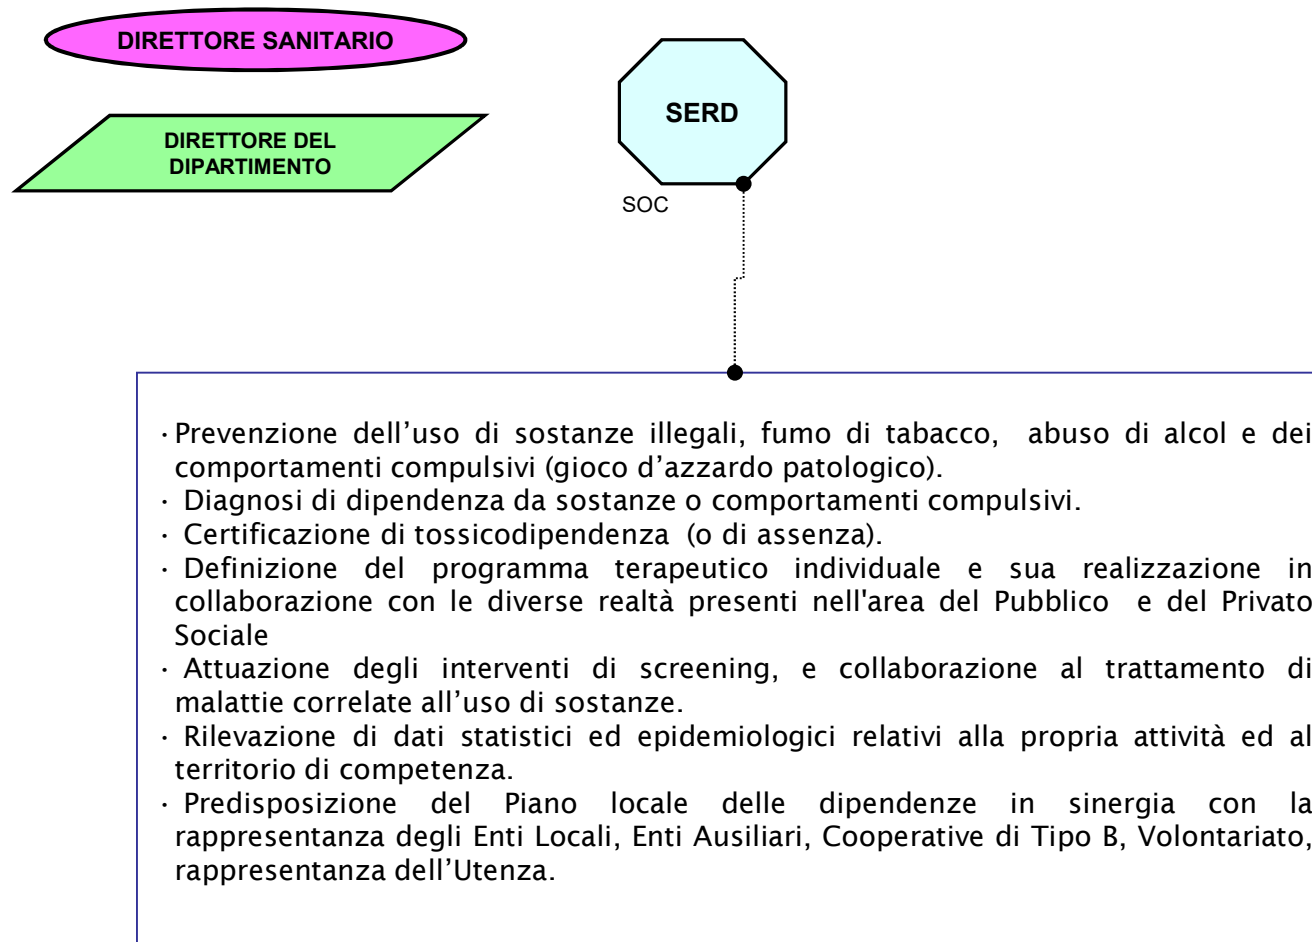 DIRETTORE SANITARIO
DIRETTORE DEL
DIPARTIMENTO
SERD
SOC
· Prevenzione dell’uso di sostanze illegali, fumo di tabacco, abuso di alcol e dei
comportamenti compulsivi (gioco d’azzardo patologico).
· Diagnosi di dipendenza da sostanze o comportamenti compulsivi.
· Certificazione di tossicodipendenza (o di assenza).
· Definizione del programma terapeutico individuale e sua realizzazione in
collaborazione con le diverse realtà presenti nell'area del Pubblico e del Privato
Sociale
· Attuazione degli interventi di screening, e collaborazione al trattamento di
malattie correlate all’uso di sostanze.
· Rilevazione di dati statistici ed epidemiologici relativi alla propria attività ed al
territorio di competenza.
· Predisposizione del Piano locale delle dipendenze in sinergia con la
rappresentanza degli Enti Locali, Enti Ausiliari, Cooperative di Tipo B, Volontariato,
rappresentanza dell’Utenza.